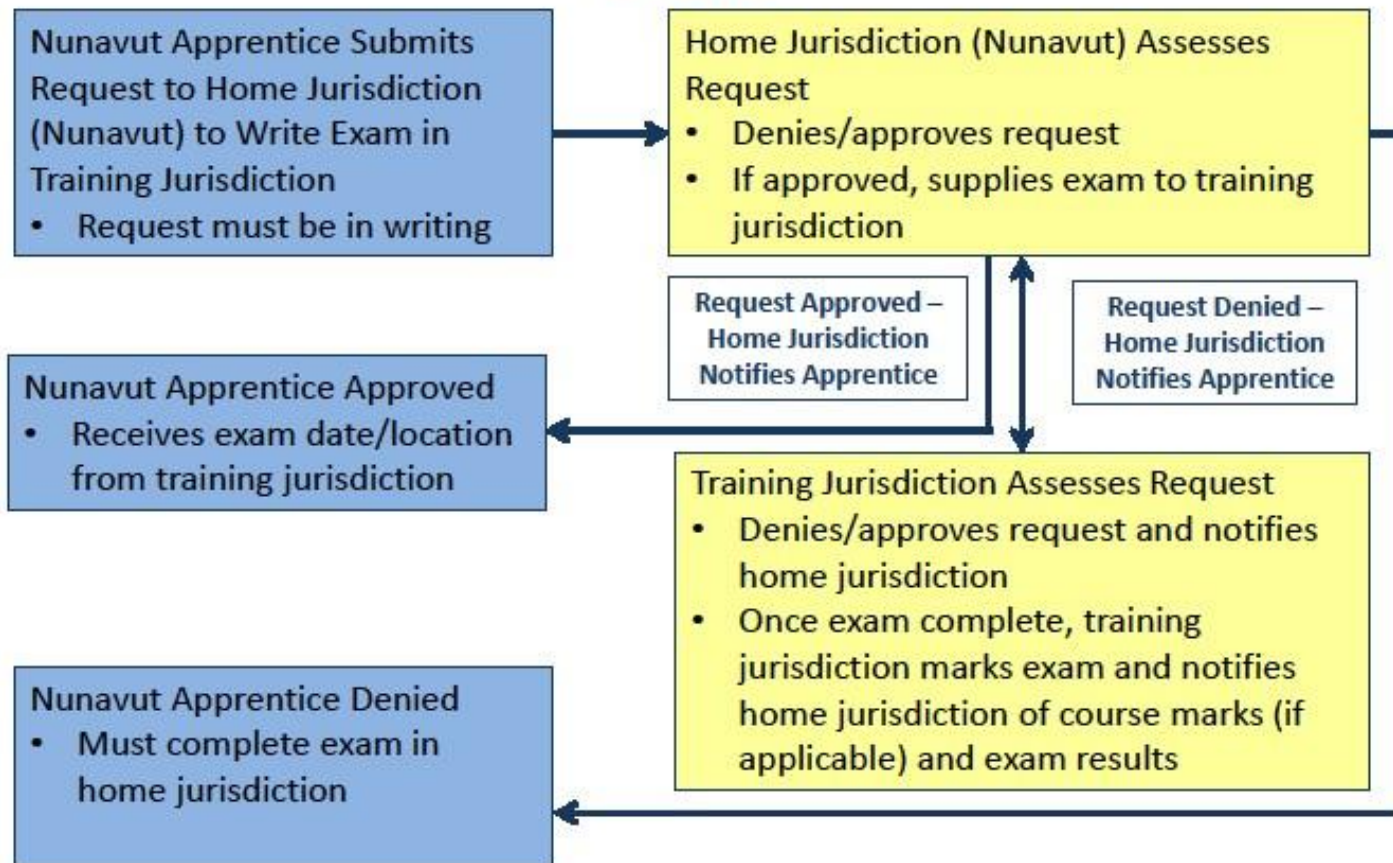 Nunavut Apprentice Submits
Request to Home Jurisdiction
(Nunavut) to Write Exam in
Training Jurisdiction
• Request must be in writing
Home Jurisdiction (Nunavut) Assesses
Request
• Denies/approves request
• If approved, supplies exam to training
jurisdiction
Request Approved –
Home Jurisdiction
Notifies Apprentice
Request Denied –
Home Jurisdiction
Notifies Apprentice
Nunavut Apprentice Approved
• Receives exam date/location
from training jurisdiction
Training Jurisdiction Assesses Request
• Denies/approves request and notifies
home jurisdiction
• Once exam complete, training
jurisdiction marks exam and notifies
home jurisdiction of course marks (if
applicable) and exam results
Nunavut Apprentice Denied
• Must complete exam in
home jurisdiction